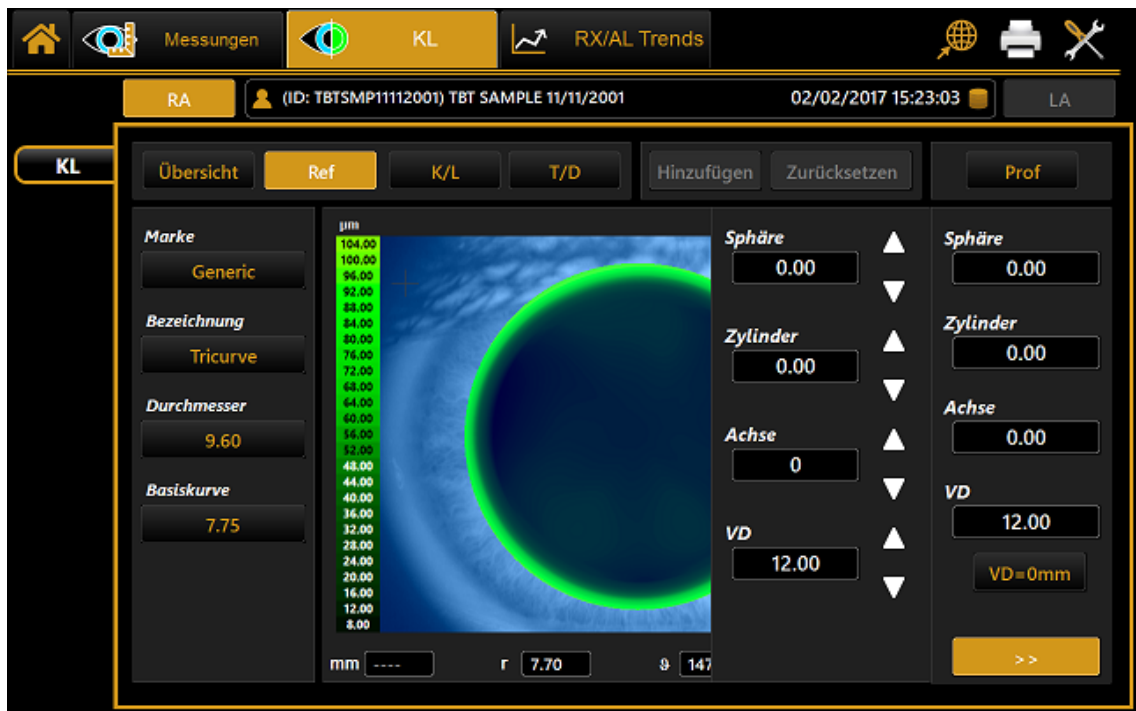 Messungen
KL
RX/AL Trends
RA
(ID: TBTSMP11112001) TBT SAMPLE 11/11/2001
02/02/2017 15:23:03
LA
KL
Übersicht
Ref
K/L
T/D
Hinzufügen
Zurücksetzen
Prof
Marke
Generic
Bezeichnung
Tricurve
Durchmesser
9.60
Basiskurve
7.75
µm
104.00
100.00
96.00
92.00
88.00
84.00
80.00
76.00
72.00
68.00
64.00
60.00
56.00
52.00
48.00
44.00
40.00
36.00
32.00
28.00
24.00
20.00
16.00
12.00
8.00
mm ----
r 7.70
ϑ 147
Sphäre
0.00
Zylinder
0.00
Achse
0
VD
12.00
Sphäre
0.00
Zylinder
0.00
Achse
0.00
VD
12.00
VD=0mm
>>